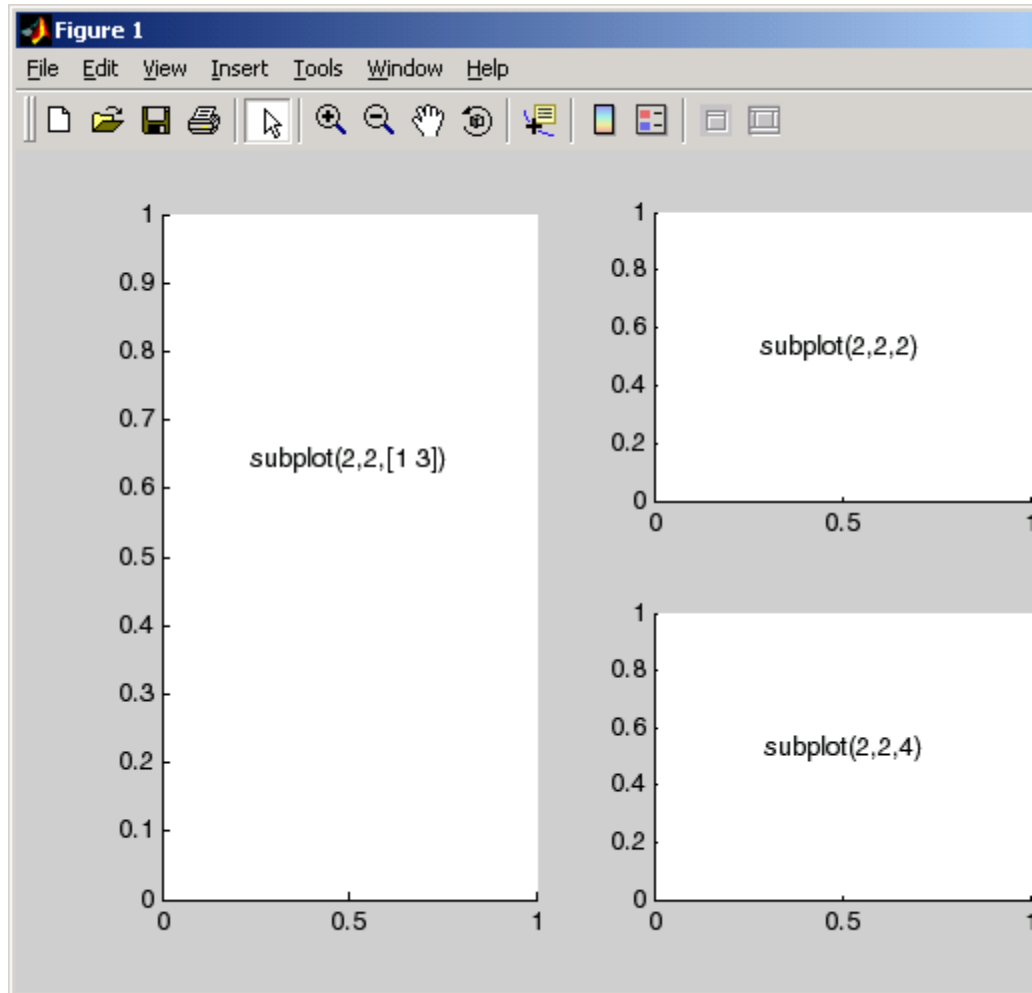 Figure 1
File Edit View Insert Tools Window Help
1
0.9
0.8
0.7
0.6
0.5
0.4
0.3
0.2
0.1
0
0 0.5 1
subplot(2,2,[1 3])
1
0.8
0.6
0.4
0.2
0
0 0.5 1
subplot(2,2,2)
1
0.8
0.6
0.4
0.2
0
0 0.5 1
subplot(2,2,4)